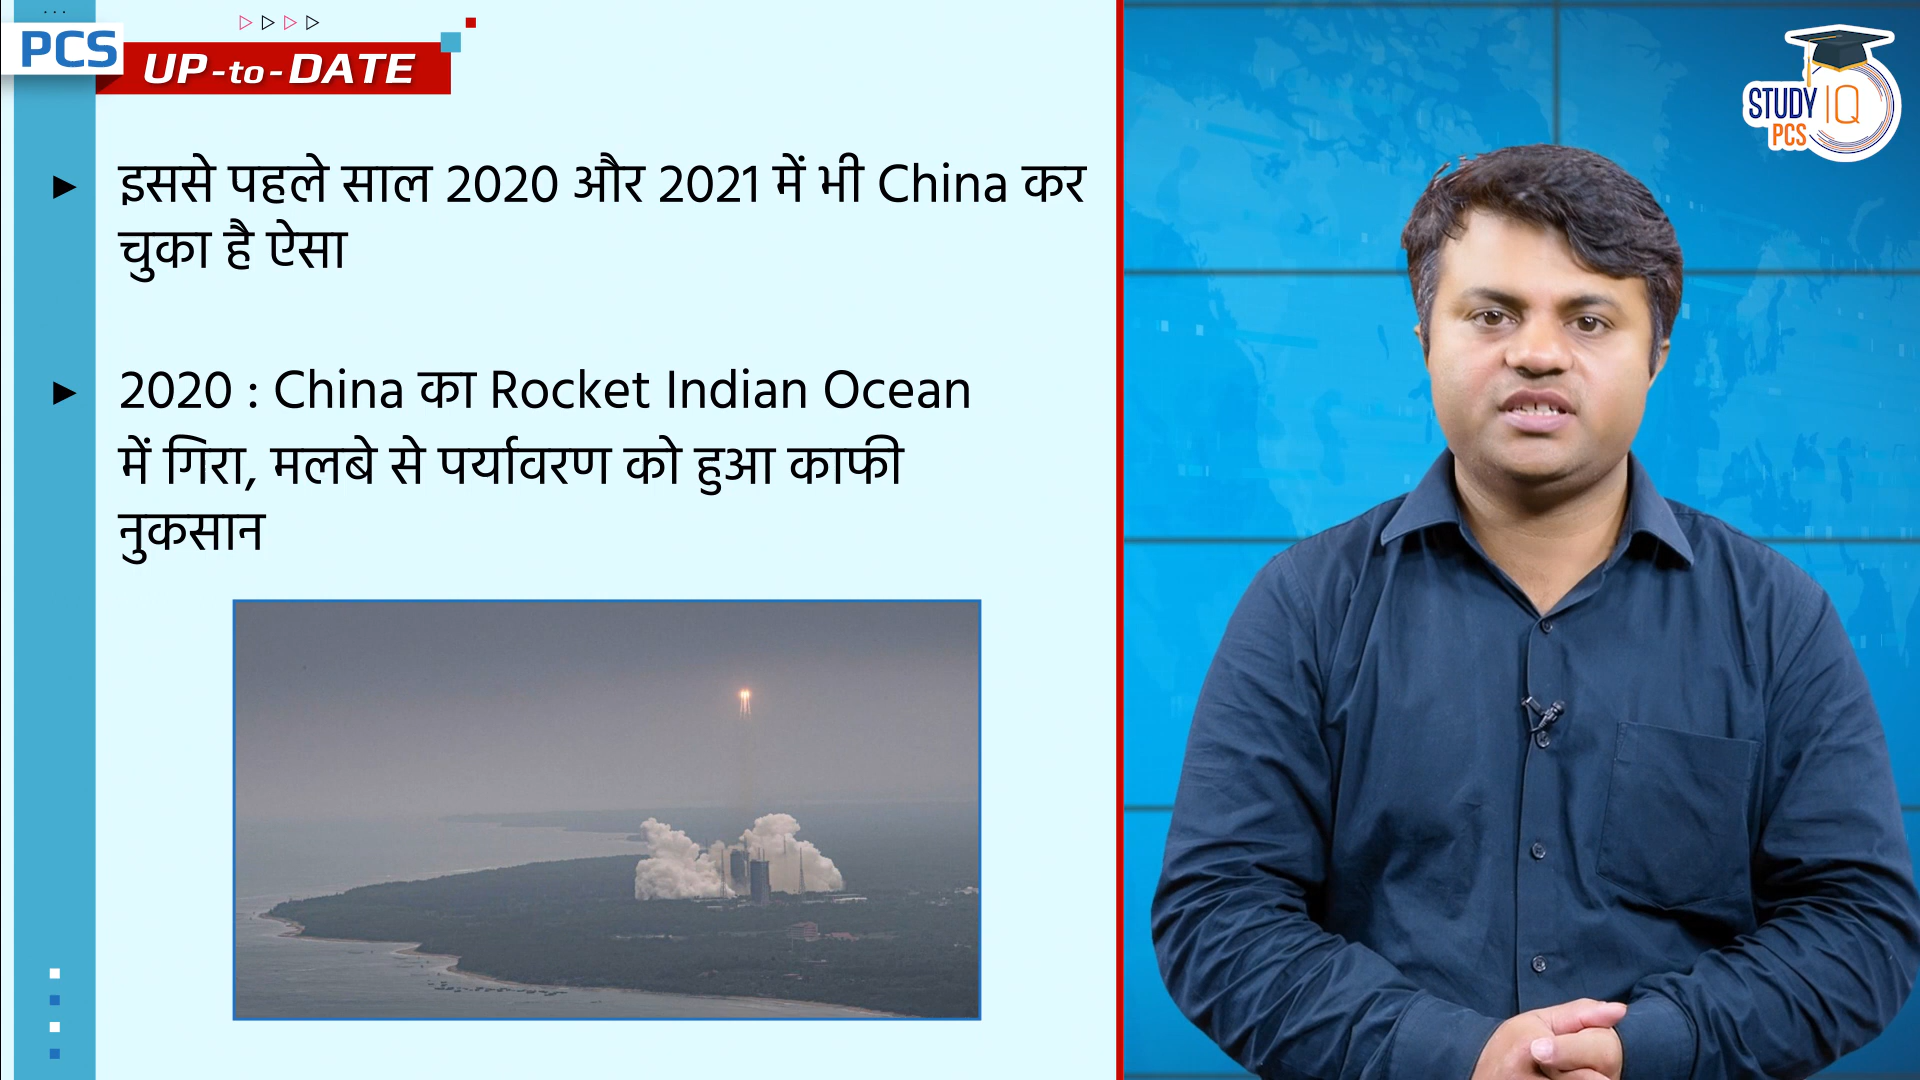 PCS
UP-to-DATE
STUDY IQ
PCS
इससे पहले साल 2020 और 2021 में भी China कर
चुका है ऐसा
2020 : China का Rocket Indian Ocean
में गिरा, मलबे से पर्यावरण को हुआ काफी
नुकसान